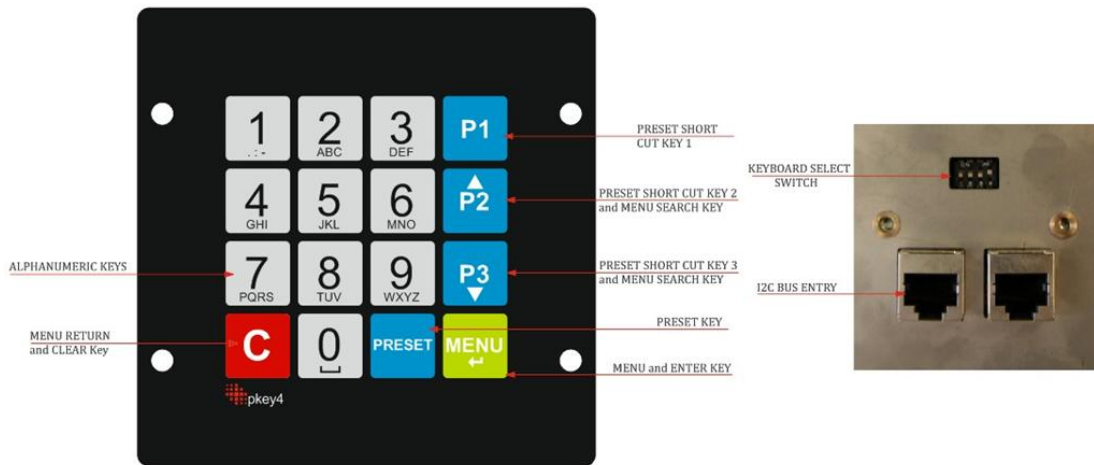 1
. : -
2
ABC
3
DEF
P1
PRESET SHORT
CUT KEY 1
4
GHI
5
JKL
6
MNO
P2
PRESET SHORT CUT KEY 2
and MENU SEARCH KEY
7
PQRS
8
TUV
9
WXYZ
P3
PRESET SHORT CUT KEY 3
and MENU SEARCH KEY
ALPHANUMERIC KEYS
C
0
PRESET
MENU
PRESET KEY
MENU RETURN
and CLEAR Key
MENU and ENTER KEY
pkey4
KEYBOARD SELECT
SWITCH
I2C BUS ENTRY